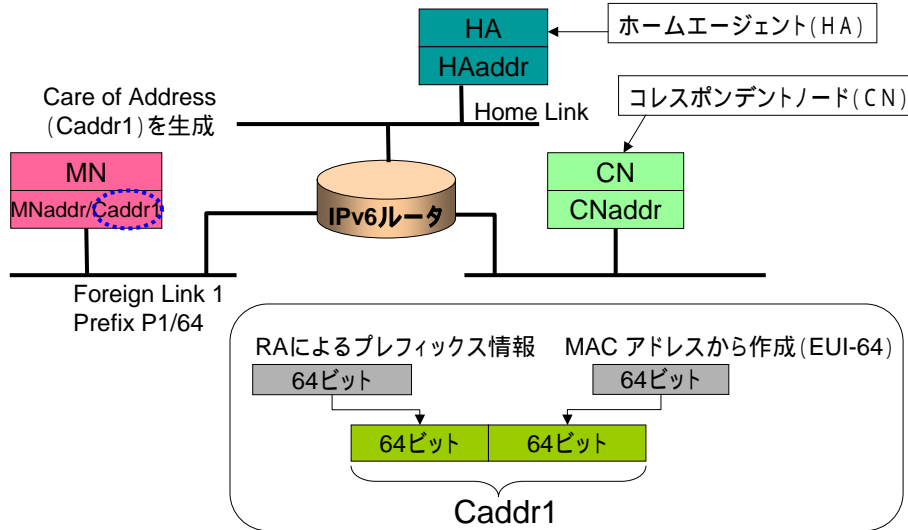 HA
HAaddr
ホームエージェント(HA)
Care of Address
(Caddr1)を生成
Home Link
コレスポンデントノード(CN)
MN
MNaddr/Caddr1
IPv6ルータ
CN
CNaddr
Foreign Link 1
Prefix P1/64
RAによるプレフィックス情報
MAC アドレスから作成(EUI-64)
64ビット
64ビット
64ビット
64ビット
Caddr1